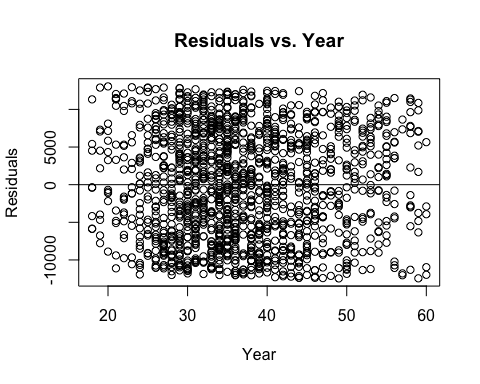 Residuals vs. Year
Residuals
5000
0
-10000
20 30 40 50 60
Year